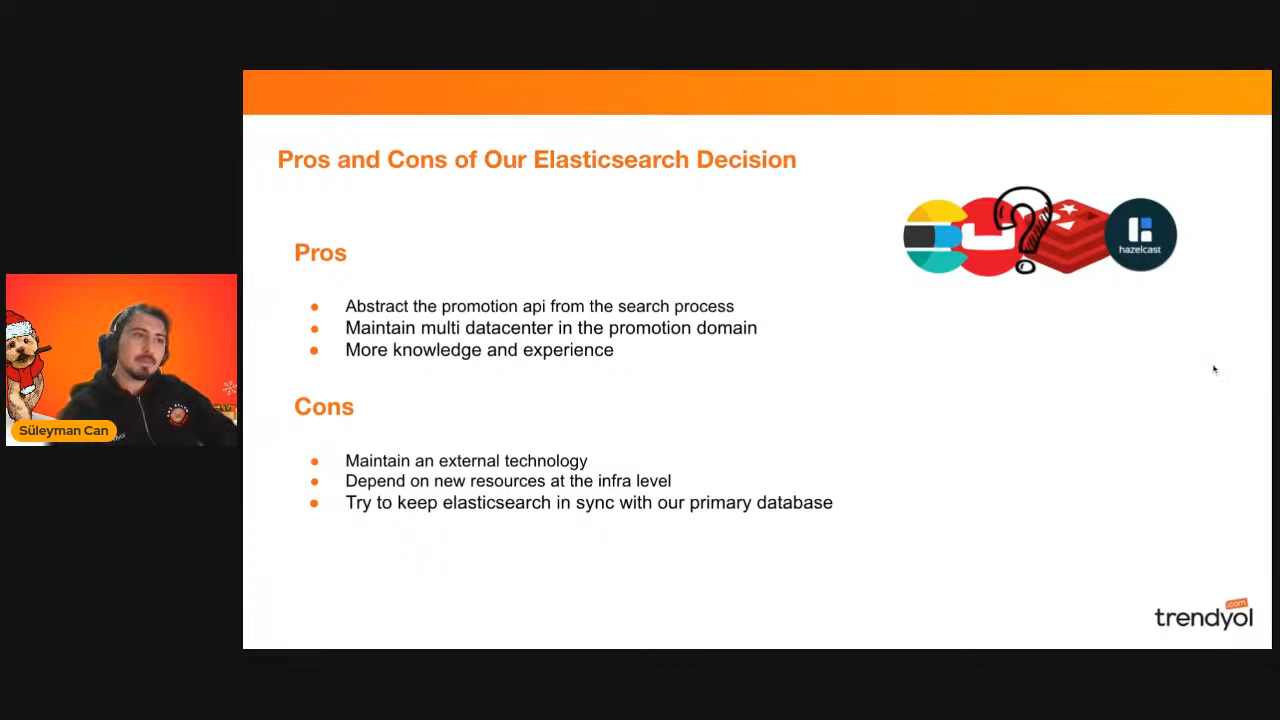 Pros and Cons of Our Elasticsearch Decision
hazelcast
Pros
Abstract the promotion api from the search process
Maintain multi datacenter in the promotion domain
More knowledge and experience
Cons
Süleyman Can
Maintain an external technology
Depend on new resources at the infra level
Try to keep elasticsearch in sync with our primary database
.com
trendyol